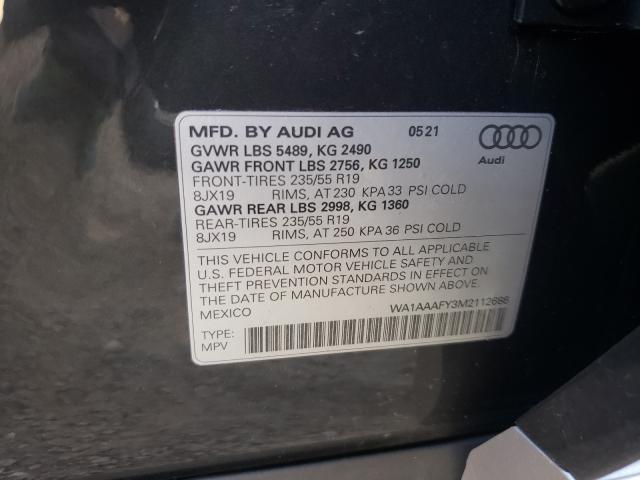 MFD. BY AUDI AG 05 21
GVWR LBS 5489, KG 2490
GAWR FRONT LBS 2756, KG 1250
FRONT-TIRES 235/55 R19
8JX19 RIMS, AT 230 KPA 33 PSI COLD
GAWR REAR LBS 2998, KG 1360
REAR-TIRES 235/55 R19
8JX19 RIMS, AT 250 KPA 36 PSI COLD
Audi
THIS VEHICLE CONFORMS TO ALL APPLICABLE
U.S. FEDERAL MOTOR VEHICLE SAFETY AND
THEFT PREVENTION STANDARDS IN EFFECT ON
THE DATE OF MANUFACTURE SHOWN ABOVE.
MEXICO WA1AAAFY3M2112686
TYPE:
MPV